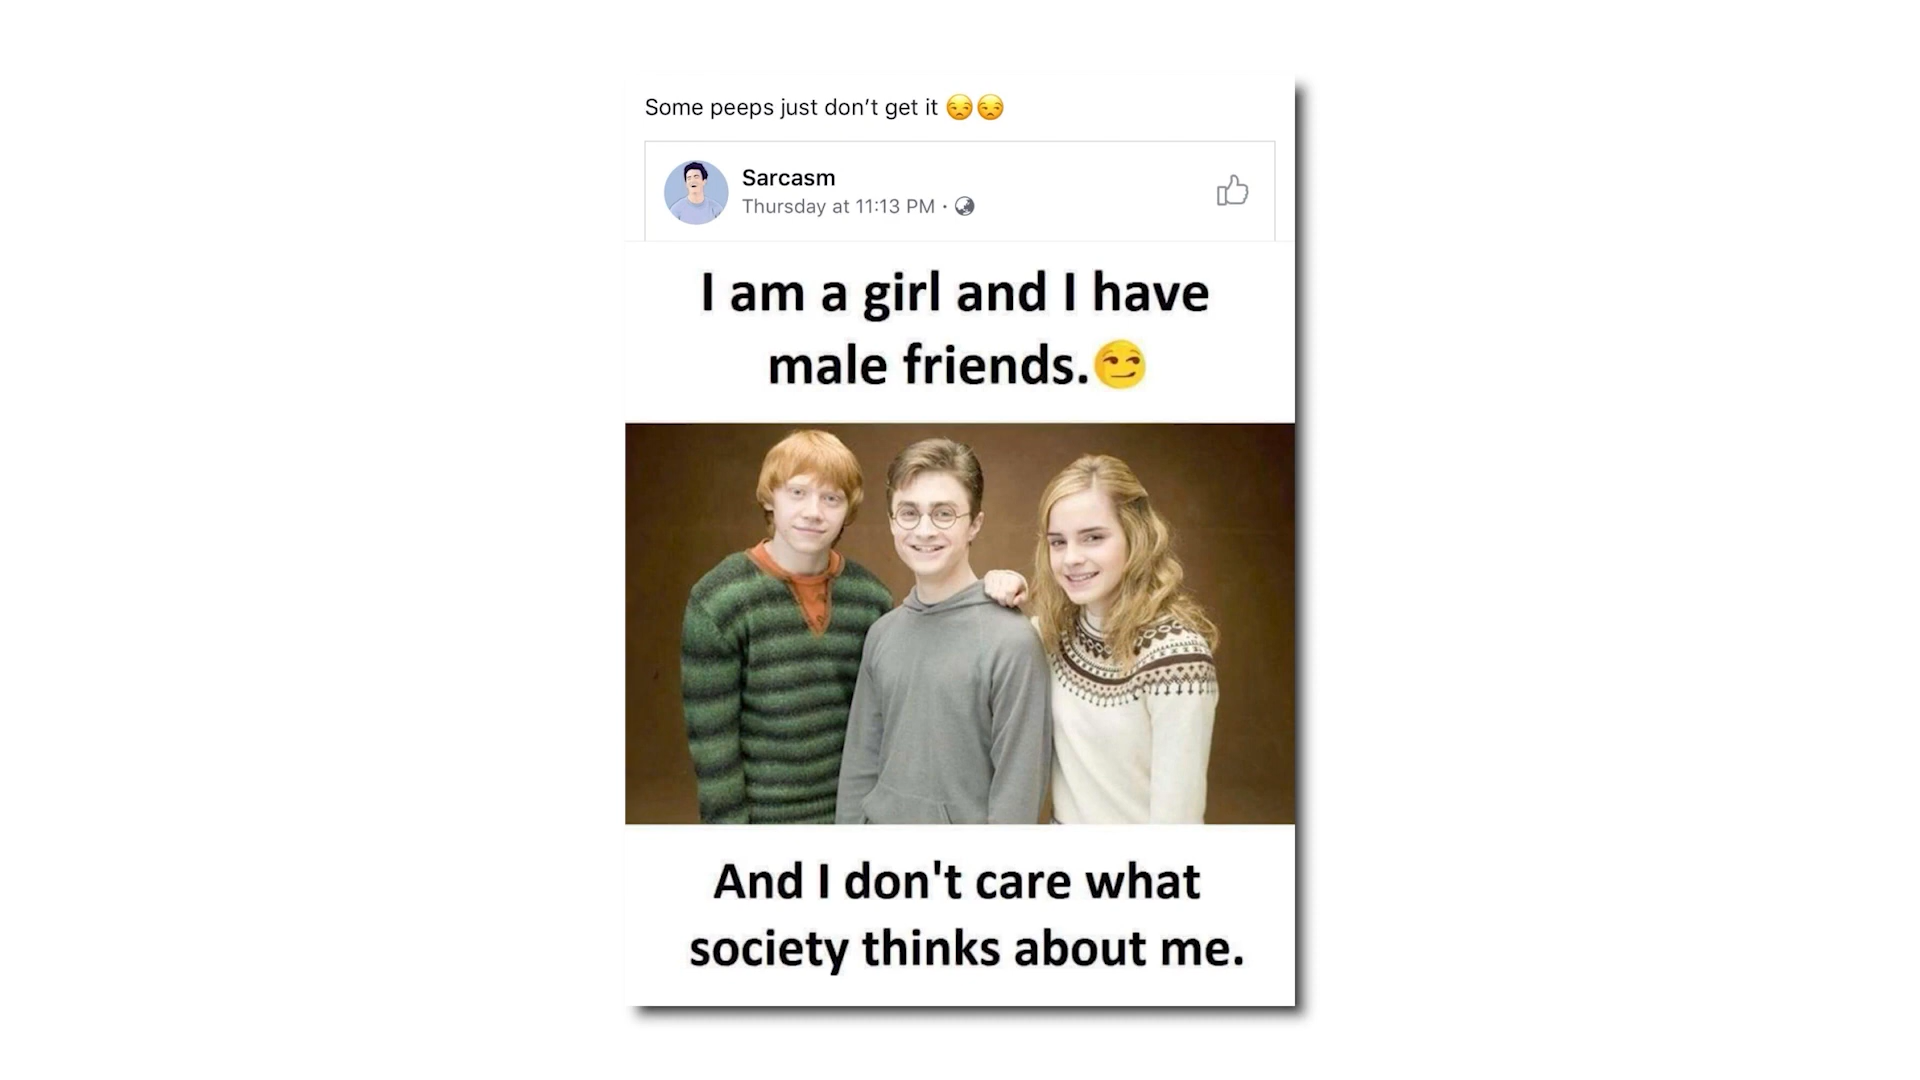 Some peeps just don’t get it 😒😒
Sarcasm
Thursday at 11:13 PM ·
I am a girl and I have
male friends.😏
And I don't care what
society thinks about me.